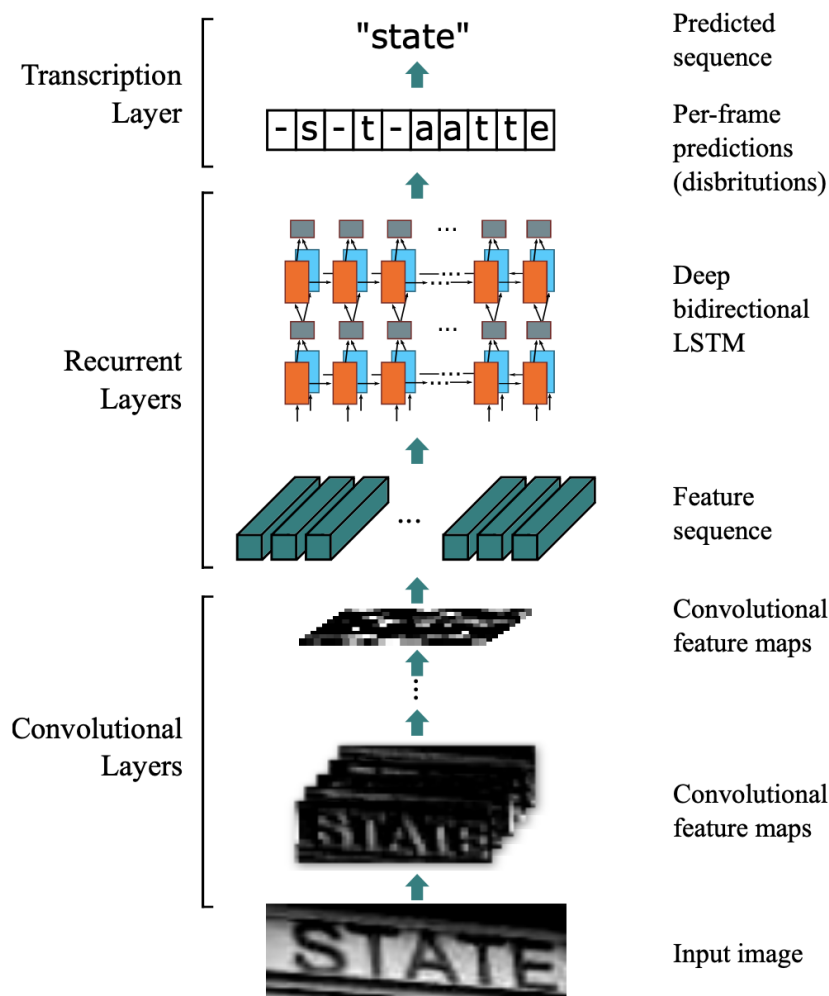 "state"
Predicted
sequence
Transcription
Layer
- s - t - a a t t e
Per-frame
predictions
(disbritutions)
...
Deep
bidirectional
LSTM
...
...
...
Recurrent
Layers
...
...
Feature
sequence
...
Convolutional
feature maps
...
Convolutional
Layers
STATE
Convolutional
feature maps
STATE
Input image